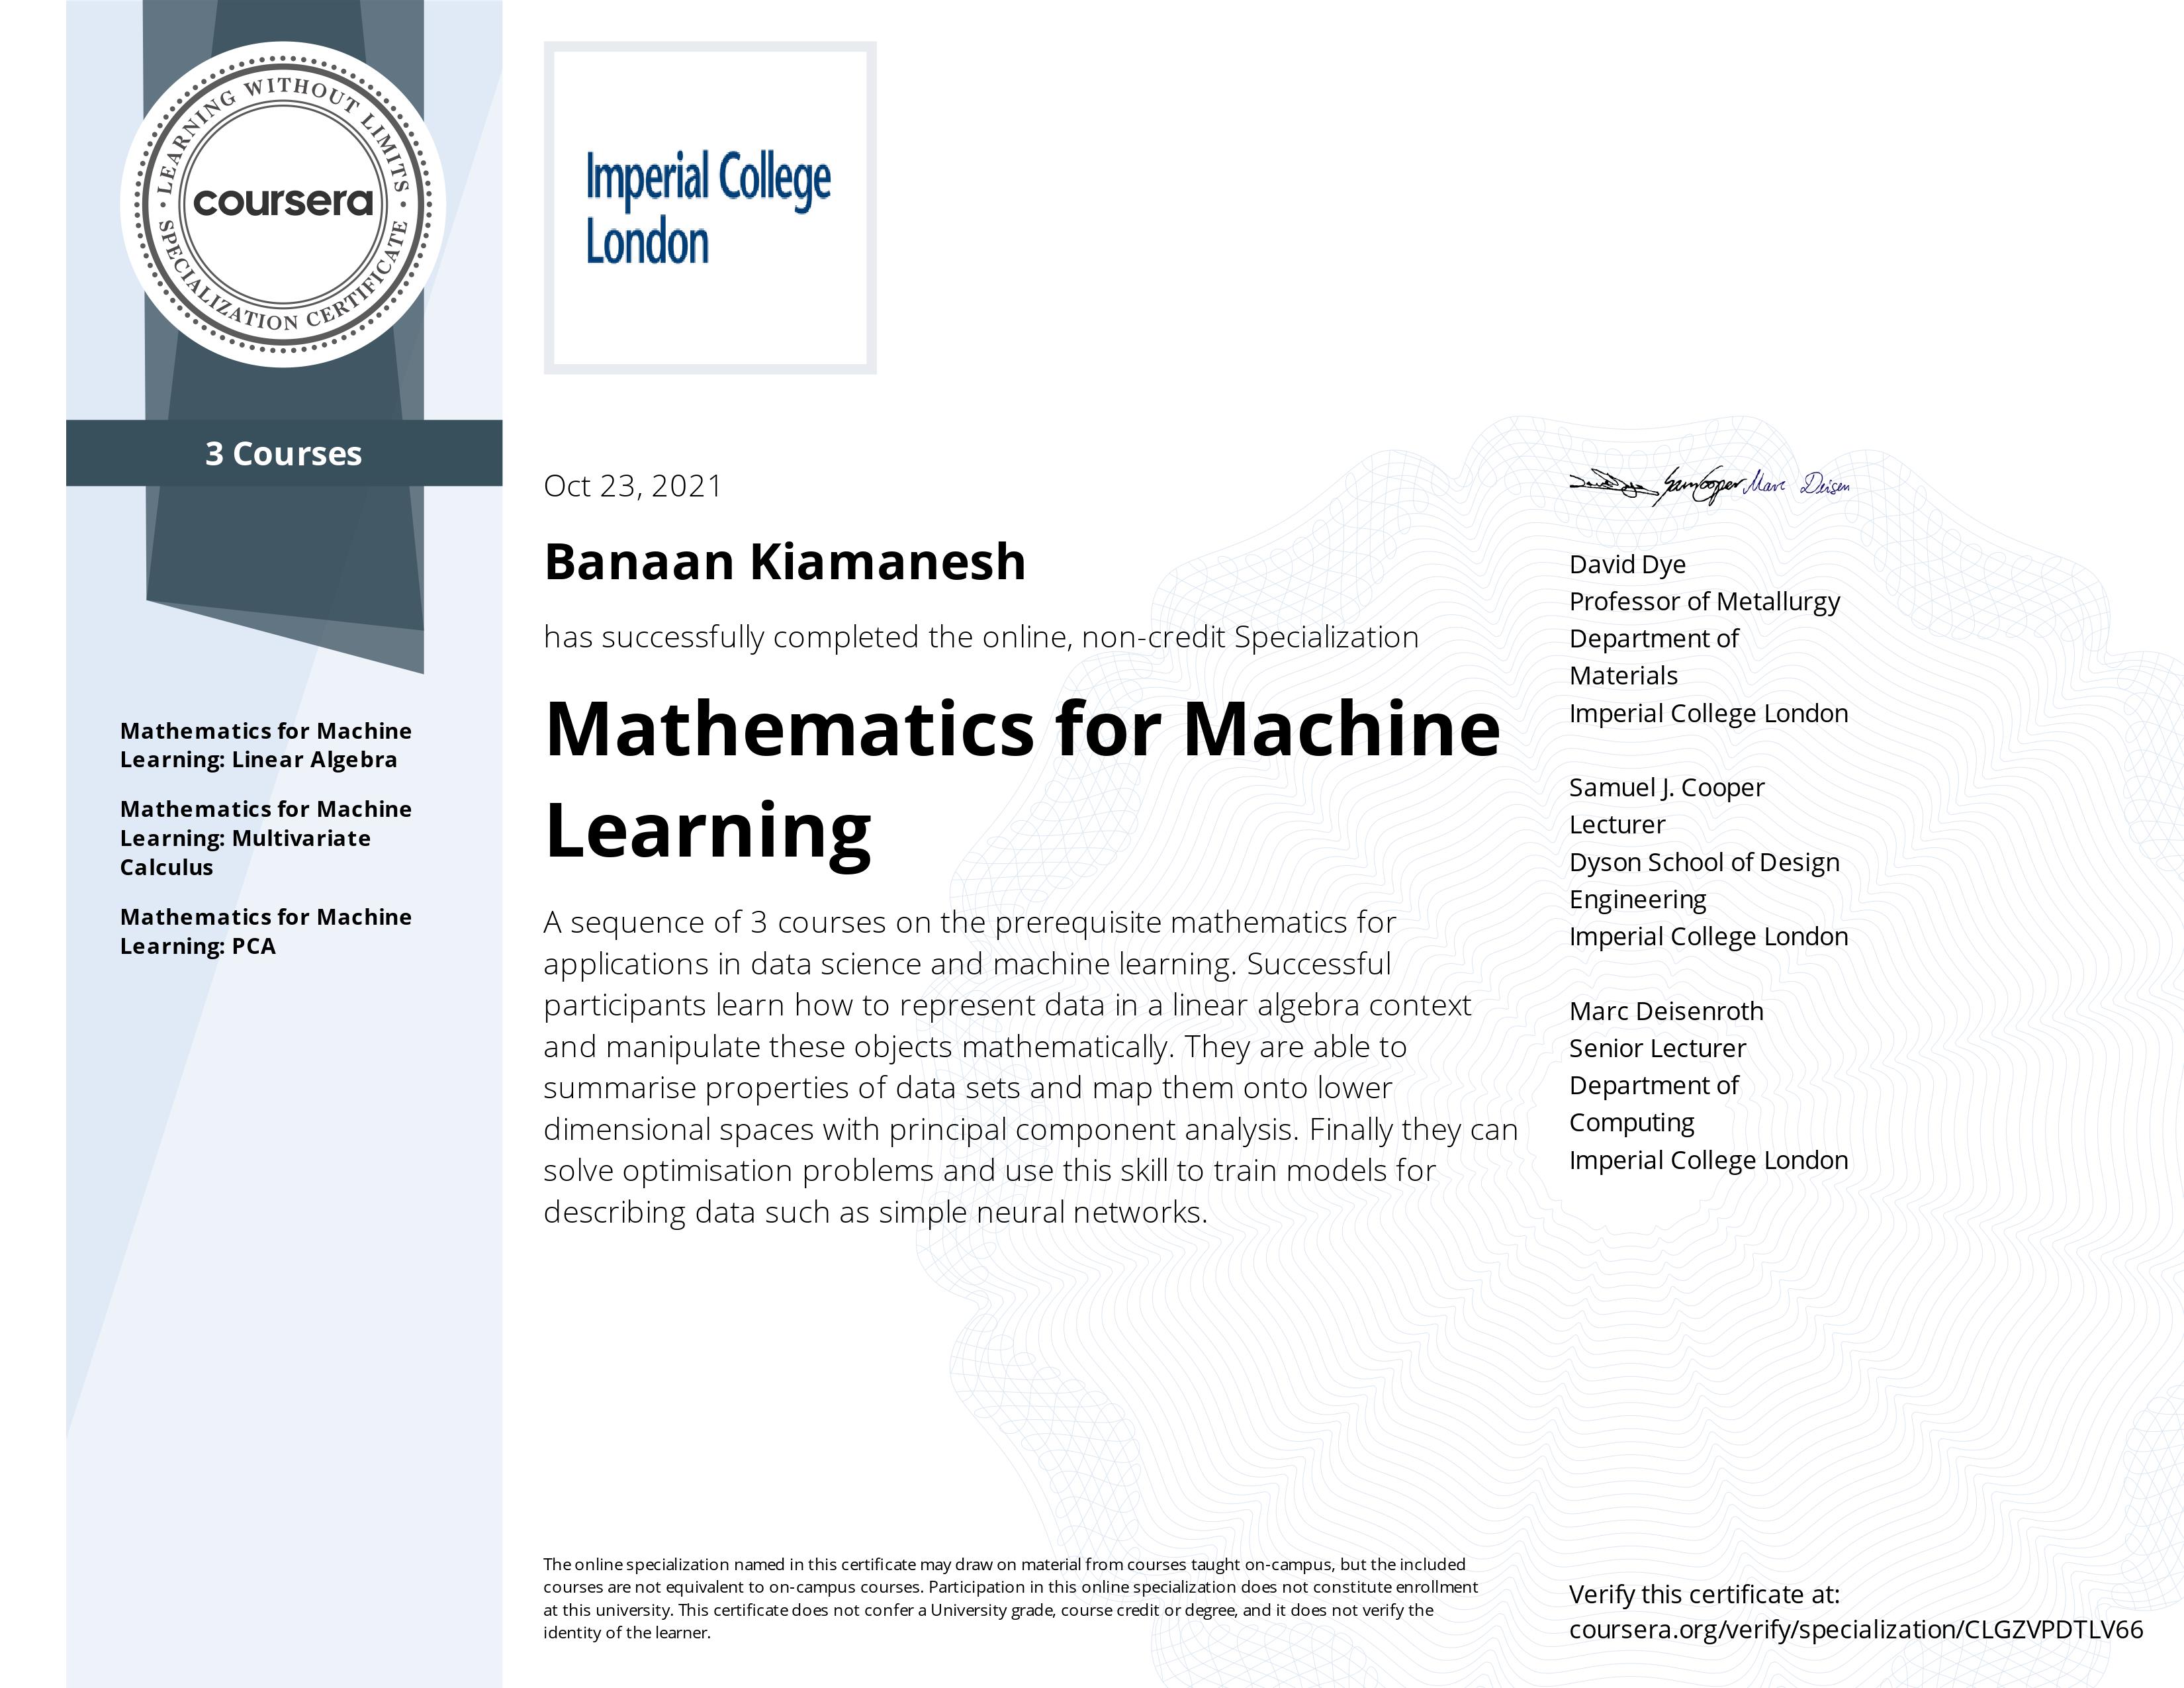 LEARNING WITHOUT LIMITS
coursera
SPECIALIZATION CERTIFICATE
3 Courses
Mathematics for Machine
Learning: Linear Algebra
Mathematics for Machine
Learning: Multivariate
Calculus
Mathematics for Machine
Learning: PCA
Imperial College
London
Oct 23, 2021
Banaan Kiamanesh
has successfully completed the online, non-credit Specialization
Mathematics for Machine
Learning
A sequence of 3 courses on the prerequisite mathematics for
applications in data science and machine learning. Successful
participants learn how to represent data in a linear algebra context
and manipulate these objects mathematically. They are able to
summarise properties of data sets and map them onto lower
dimensional spaces with principal component analysis. Finally they can
solve optimisation problems and use this skill to train models for
describing data such as simple neural networks.
Sam Cooper Marc Deisen
David Dye
Professor of Metallurgy
Department of
Materials
Imperial College London
Samuel J. Cooper
Lecturer
Dyson School of Design
Engineering
Imperial College London
Marc Deisenroth
Senior Lecturer
Department of
Computing
Imperial College London
The online specialization named in this certificate may draw on material from courses taught on-campus, but the included
courses are not equivalent to on-campus courses. Participation in this online specialization does not constitute enrollment
at this university. This certificate does not confer a University grade, course credit or degree, and it does not verify the
identity of the learner.
Verify this certificate at:
coursera.org/verify/specialization/CLGZVPDTLV66